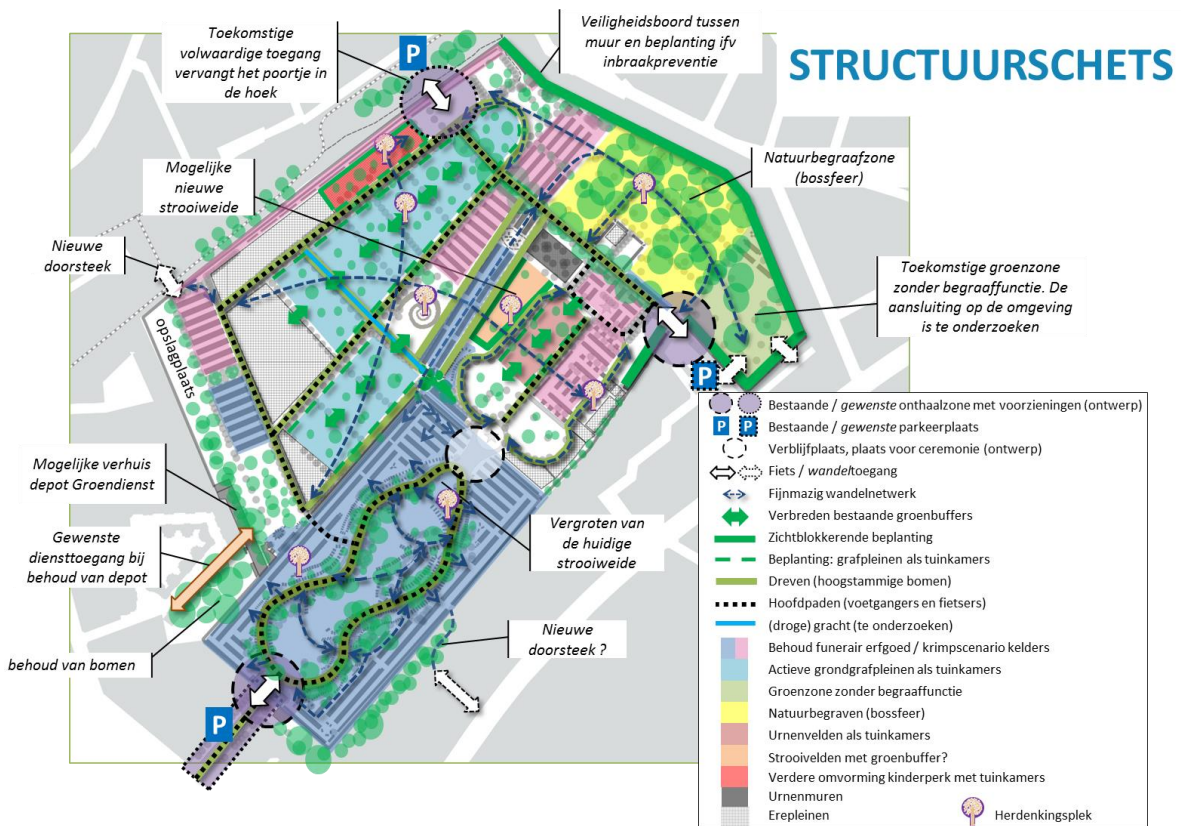 STRUCTUURSCHETS
Toekomstige
volwaardige toegang
vervangt het poortje in
de hoek
P
Veiligheidsboord tussen
muur en beplanting ifv
inbraakpreventie
Mogelijke
nieuwe
strooiweide
Natuurbegraafzone
(bosfeer)
Nieuwe
doorsteek
Toekomstige groenzone
zonder begraaffunctie. De
aansluiting op de omgeving
is te onderzoeken
opslagplaats
P
Mogelijke verhuis
depot Groendienst
Gewenste
diensttoegang bij
behoud van depot
Vergroten van
de huidige
strooiweide
Nieuwe
doorsteek ?
behoud van bomen
P
Bestaande / gewenste onthaalzone met voorzieningen (ontwerp)
P P Bestaande / gewenste parkeerplaats
Verblijfplaats, plaats voor ceremonie (ontwerp)
Fiets / wandeltoegang
Fijnmazig wandelnetwerk
Verbreden bestaande groenbuffers
Zichtblokkerende beplanting
Beplanting: grafpleinen als tuinkamers
Dreven (hoogstammige bomen)
Hoofdpaden (voetgangers en fietsers)
(droge) gracht (te onderzoeken)
Behoud funerair erfgoed / krimpscenario kelders
Actieve grondgrafpleinen als tuinkamers
Groenzone zonder begraaffunctie
Natuurbegraven (bosfeer)
Urnenvelden als tuinkamers
Strooivelden met groenbuffer?
Verdere omvorming kinderperk met tuinkamers
Urnenmuren
Erepleinen
Herdenkingsplek